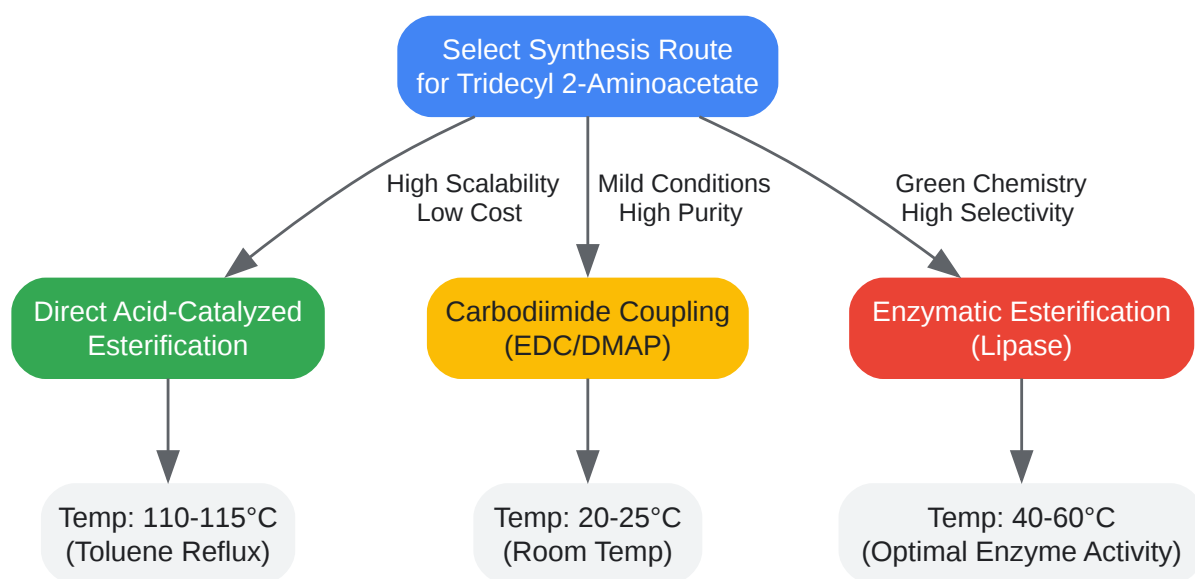 Select Synthesis Route
for Tridecyl 2-Aminoacetate
High Scalability
Low Cost
Mild Conditions
High Purity
Green Chemistry
High Selectivity
Direct Acid-Catalyzed
Esterification
Carbodiimide Coupling
(EDC/DMAP)
Enzymatic Esterification
(Lipase)
Temp: 110-115°C
(Toluene Reflux)
Temp: 20-25°C
(Room Temp)
Temp: 40-60°C
(Optimal Enzyme Activity)